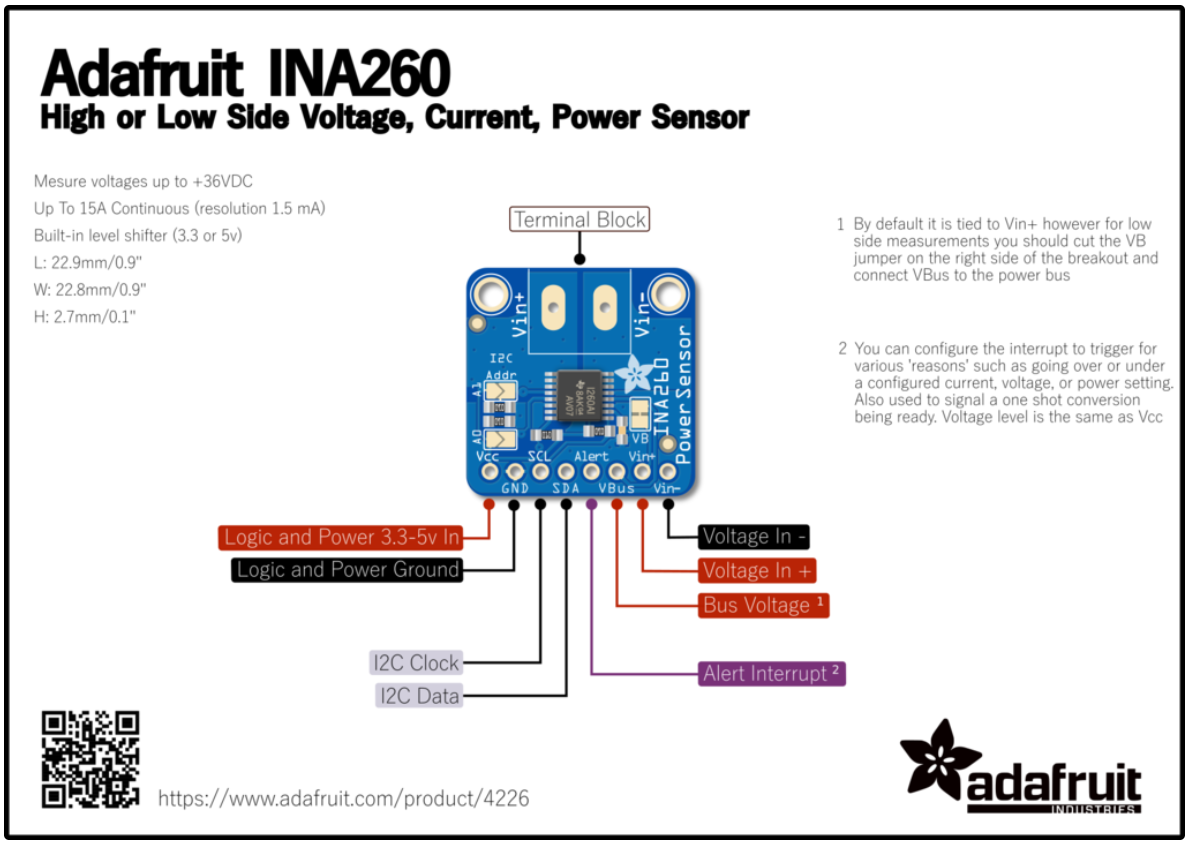 Adafruit INA260
High or Low Side Voltage, Current, Power Sensor
Mesure voltages up to +36VDC
Up To 15A Continuous (resolution 1.5 mA)
Built-in level shifter (3.3 or 5v)
L: 22.9mm/0.9"
W: 22.8mm/0.9"
H: 2.7mm/0.1"
Terminal Block
1 By default it is tied to Vin+ however for low
side measurements you should cut the VB
jumper on the right side of the breakout and
connect VBus to the power bus
2 You can configure the interrupt to trigger for
various 'reasons' such as going over or under
a configured current, voltage, or power setting.
Also used to signal a one shot conversion
being ready. Voltage level is the same as Vcc
Vin+
Vin-
I2C
Addr
A1
A0
I260AI
AV07
INA260
Power Sensor
VB
Vcc
SCL
Alert
Vin+
GND
SDA
VBus
Vin-
Logic and Power 3.3-5v In
Logic and Power Ground
I2C Clock
I2C Data
Voltage In -
Voltage In +
Bus Voltage ¹
Alert Interrupt ²
https://www.adafruit.com/product/4226
adafruit
INDUSTRIES